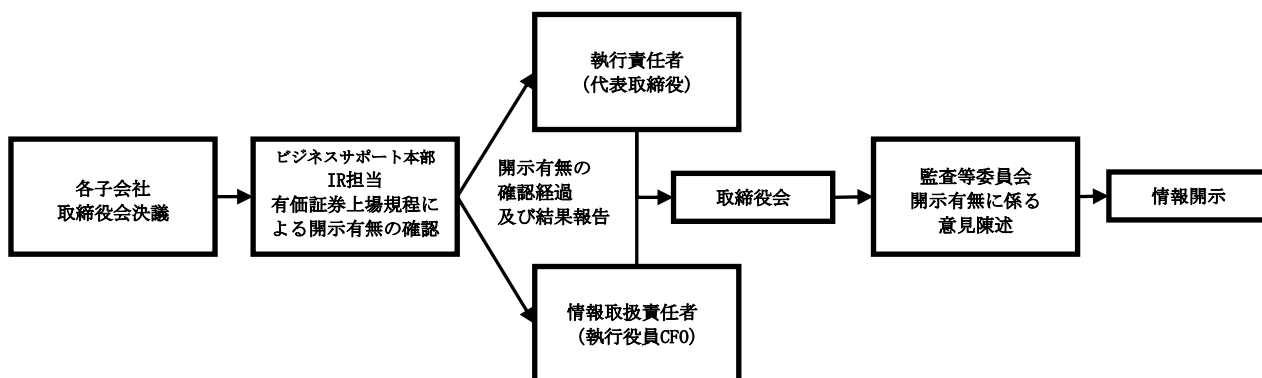 各子会社
取締役会決議
ビジネスサポート本部
IR担当
有価証券上場規程に
よる開示有無の確認
執行責任者
(代表取締役)
開示有無の
確認経過
及び結果報告
情報取扱責任者
(執行役員CFO)
取締役会
監査等委員会
開示有無に係る
意見陳述
情報開示